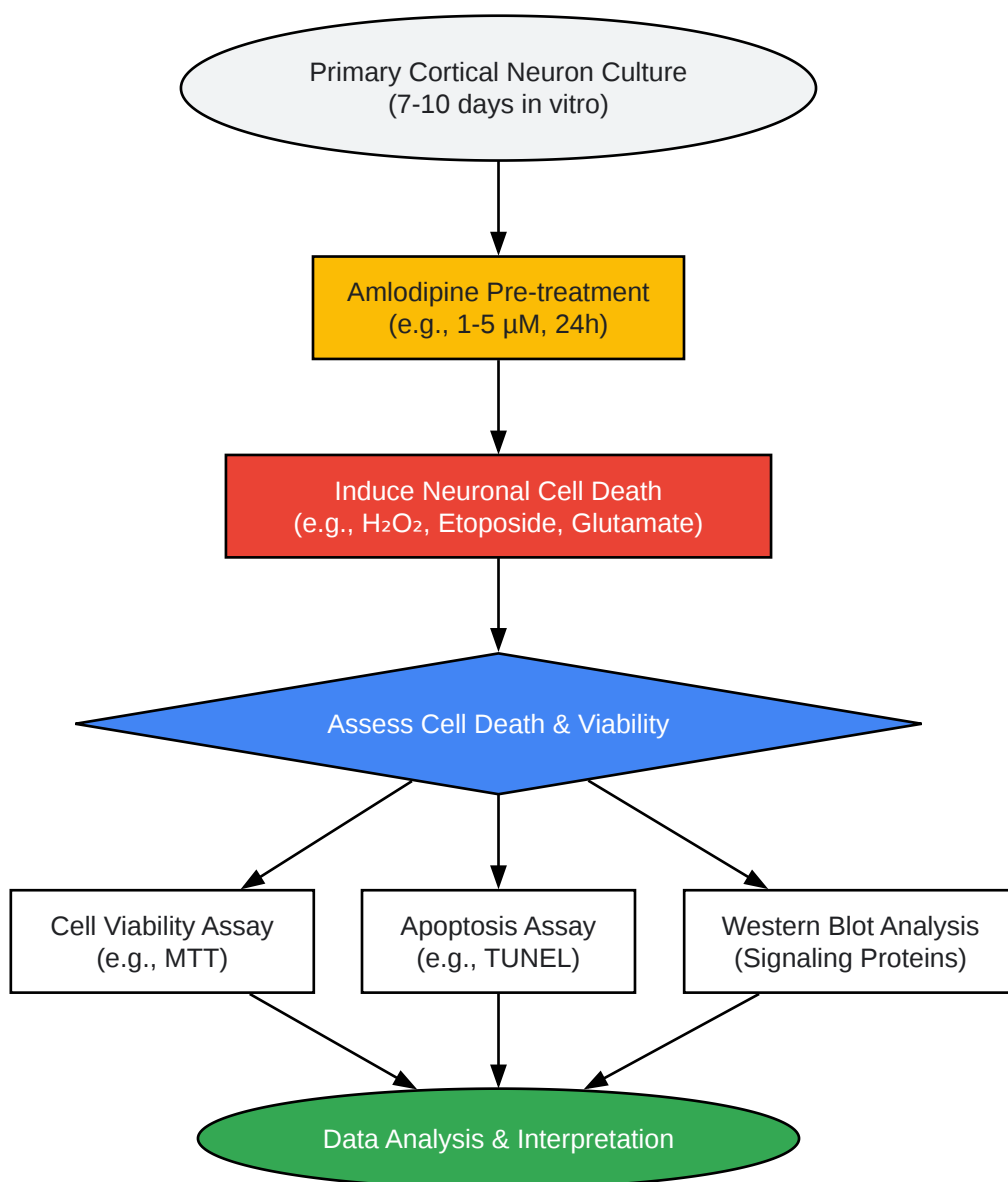 Primary Cortical Neuron Culture
(7-10 days in vitro)
Amlodipine Pre-treatment
(e.g., 1-5 µM, 24h)
Induce Neuronal Cell Death
(e.g., H₂O₂, Etoposide, Glutamate)
Assess Cell Death & Viability
Cell Viability Assay
(e.g., MTT)
Apoptosis Assay
(e.g., TUNEL)
Western Blot Analysis
(Signaling Proteins)
Data Analysis & Interpretation